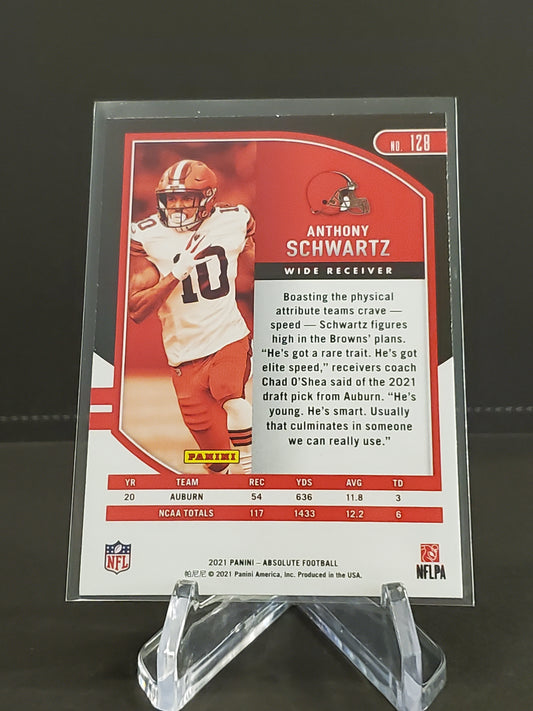 NO. 128
ANTHONY
SCHWARTZ
WIDE RECEIVER
10
10
Boasting the physical
attribute teams crave —
speed — Schwartz figures
high in the Browns' plans.
"He's got a rare trait. He's got
elite speed," receivers coach
Chad O'Shea said of the 2021
draft pick from Auburn. "He's
young. He's smart. Usually
that culminates in someone
we can really use."
PANINI
YR TEAM REC YDS AVG TD
20 AUBURN 54 636 11.8 3
NCAA TOTALS 117 1433 12.2 6
2021 PANINI – ABSOLUTE FOOTBALL
帕尼尼 © 2021 Panini America, Inc. Produced in the USA.
NFL
NFLPA